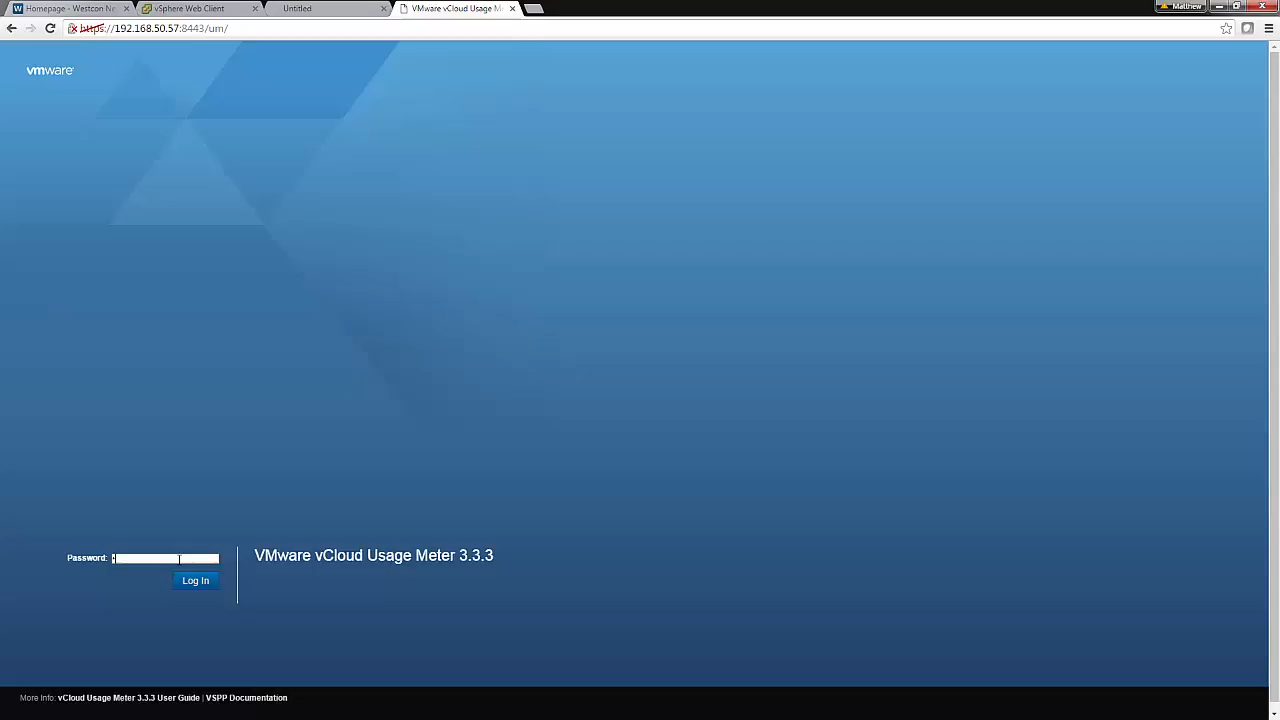 Homepage - Westcon Ne
vSphere Web Client
Untitled
VMware vCloud Usage M
Matthew
https://192.168.50.57:8443/um/
vmware
Password:
Log In
VMware vCloud Usage Meter 3.3.3
More Info: vCloud Usage Meter 3.3.3 User Guide | VSPP Documentation